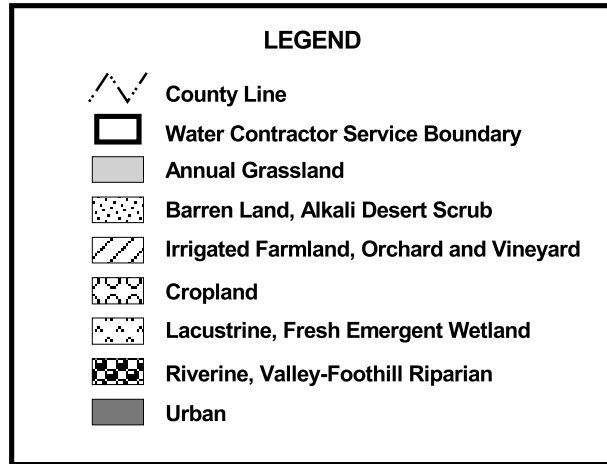 LEGEND
County Line
Water Contractor Service Boundary
Annual Grassland
Barren Land, Alkali Desert Scrub
Irrigated Farmland, Orchard and Vineyard
Cropland
Lacustrine, Fresh Emergent Wetland
Riverine, Valley-Foothill Riparian
Urban